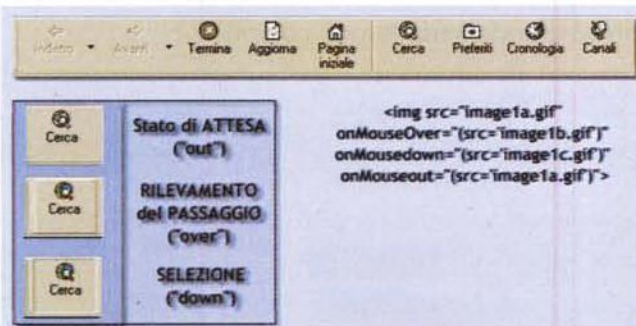 Indietro
Avanti
Termina
Aggiorna
Pagina
iniziale
Cerca
Preferiti
Cronologia
Canali
Cerca
Stato di ATTESA
("out")
Cerca
RILEVAMENTO
del PASSAGGIO
("over")
Cerca
SELEZIONE
("down")
<img src="image1a.gif"
onMouseOver="(src='image1b.gif')"
onMousedown="(src='image1c.gif')"
onMouseout="(src='image1a.gif')">